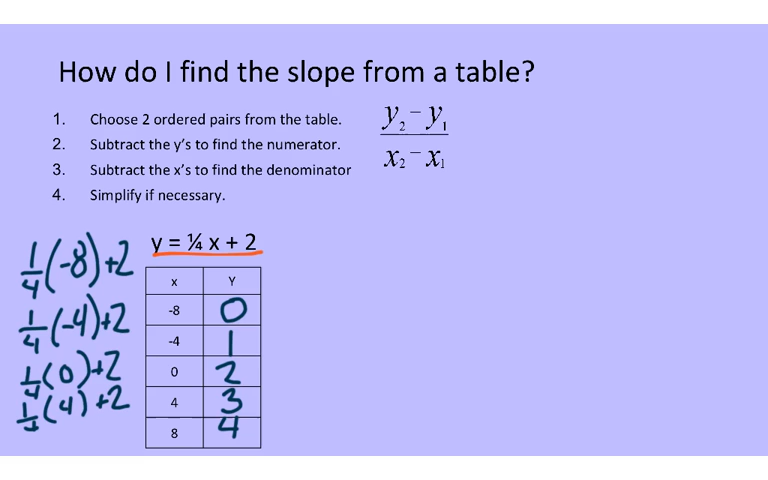 How do I find the slope from a table?
1. Choose 2 ordered pairs from the table.
2. Subtract the y's to find the numerator.
3. Subtract the x's to find the denominator
4. Simplify if necessary.
y₂ − y₁
x₂ − x₁
y = ¼ x + 2
x Y
-8 0
-4 1
0 2
4 3
8 4
1/4(-8)+2
1/4(-4)+2
1/4(0)+2
1/4(4)+2